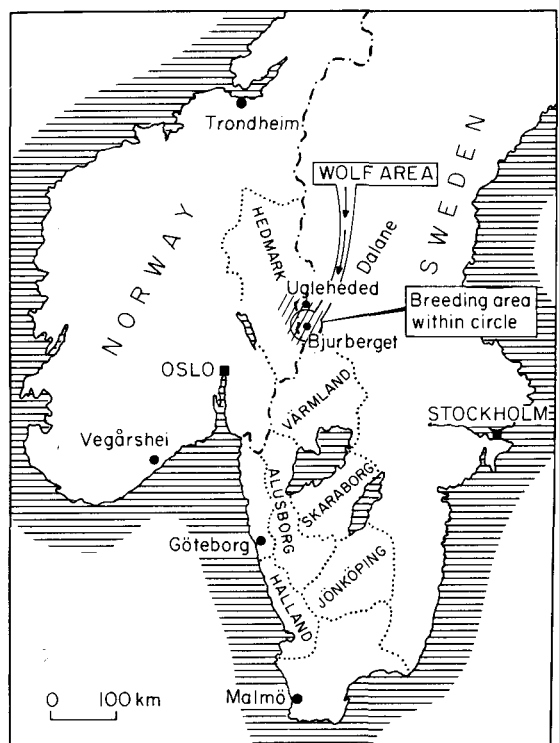 Trondheim
NORWAY
SWEDEN
WOLF AREA
HEDMARK
Dalane
Ugleheded
Breeding area
within circle
Bjurberget
OSLO
VÄRMLAND
STOCKHOLM
Vegårshei
ALUSBORG
SKARABORG
Göteborg
JÖNKÖPING
HALLAND
0 100 km
Malmö